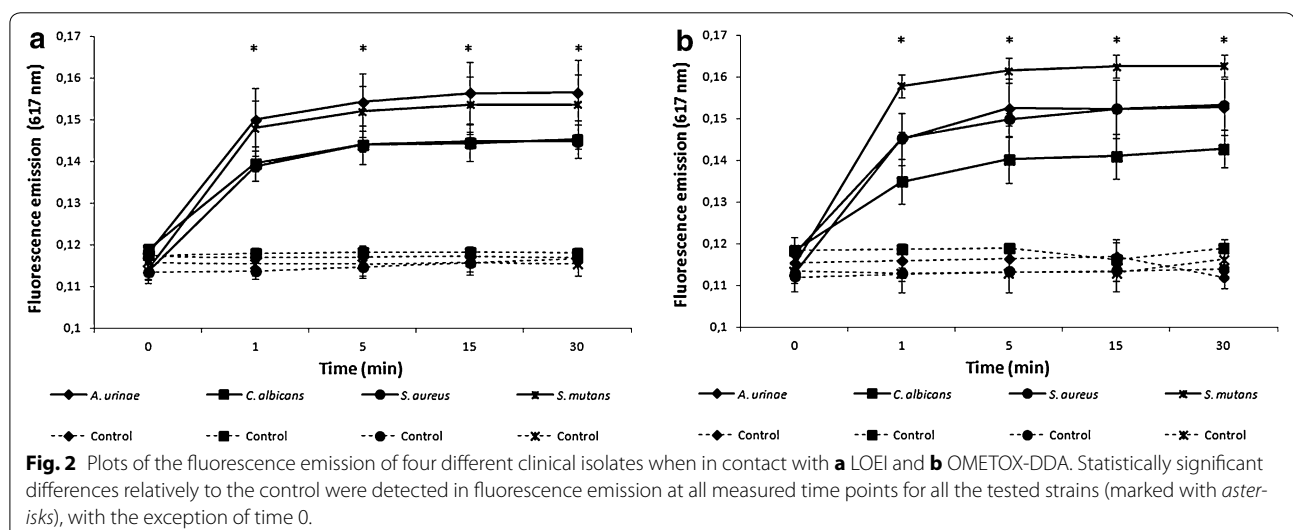 a
0,17
0,16
0,15
0,14
0,13
0,12
0,11
0,1
Fluorescence emission (617 nm)
* * * *
0 1 5 15 30
Time (min)
A. urinae C. albicans S. aureus S. mutans
Control Control Control Control
b
0,17
0,16
0,15
0,14
0,13
0,12
0,11
0,1
Fluorescence emission (617 nm)
* * * *
0 1 5 15 30
Time (min)
A. urinae C. albicans S. aureus S. mutans
Control Control Control Control
Fig. 2 Plots of the fluorescence emission of four different clinical isolates when in contact with a LOEI and b OMETOX-DDA. Statistically significant
differences relatively to the control were detected in fluorescence emission at all measured time points for all the tested strains (marked with aster-
isks), with the exception of time 0.